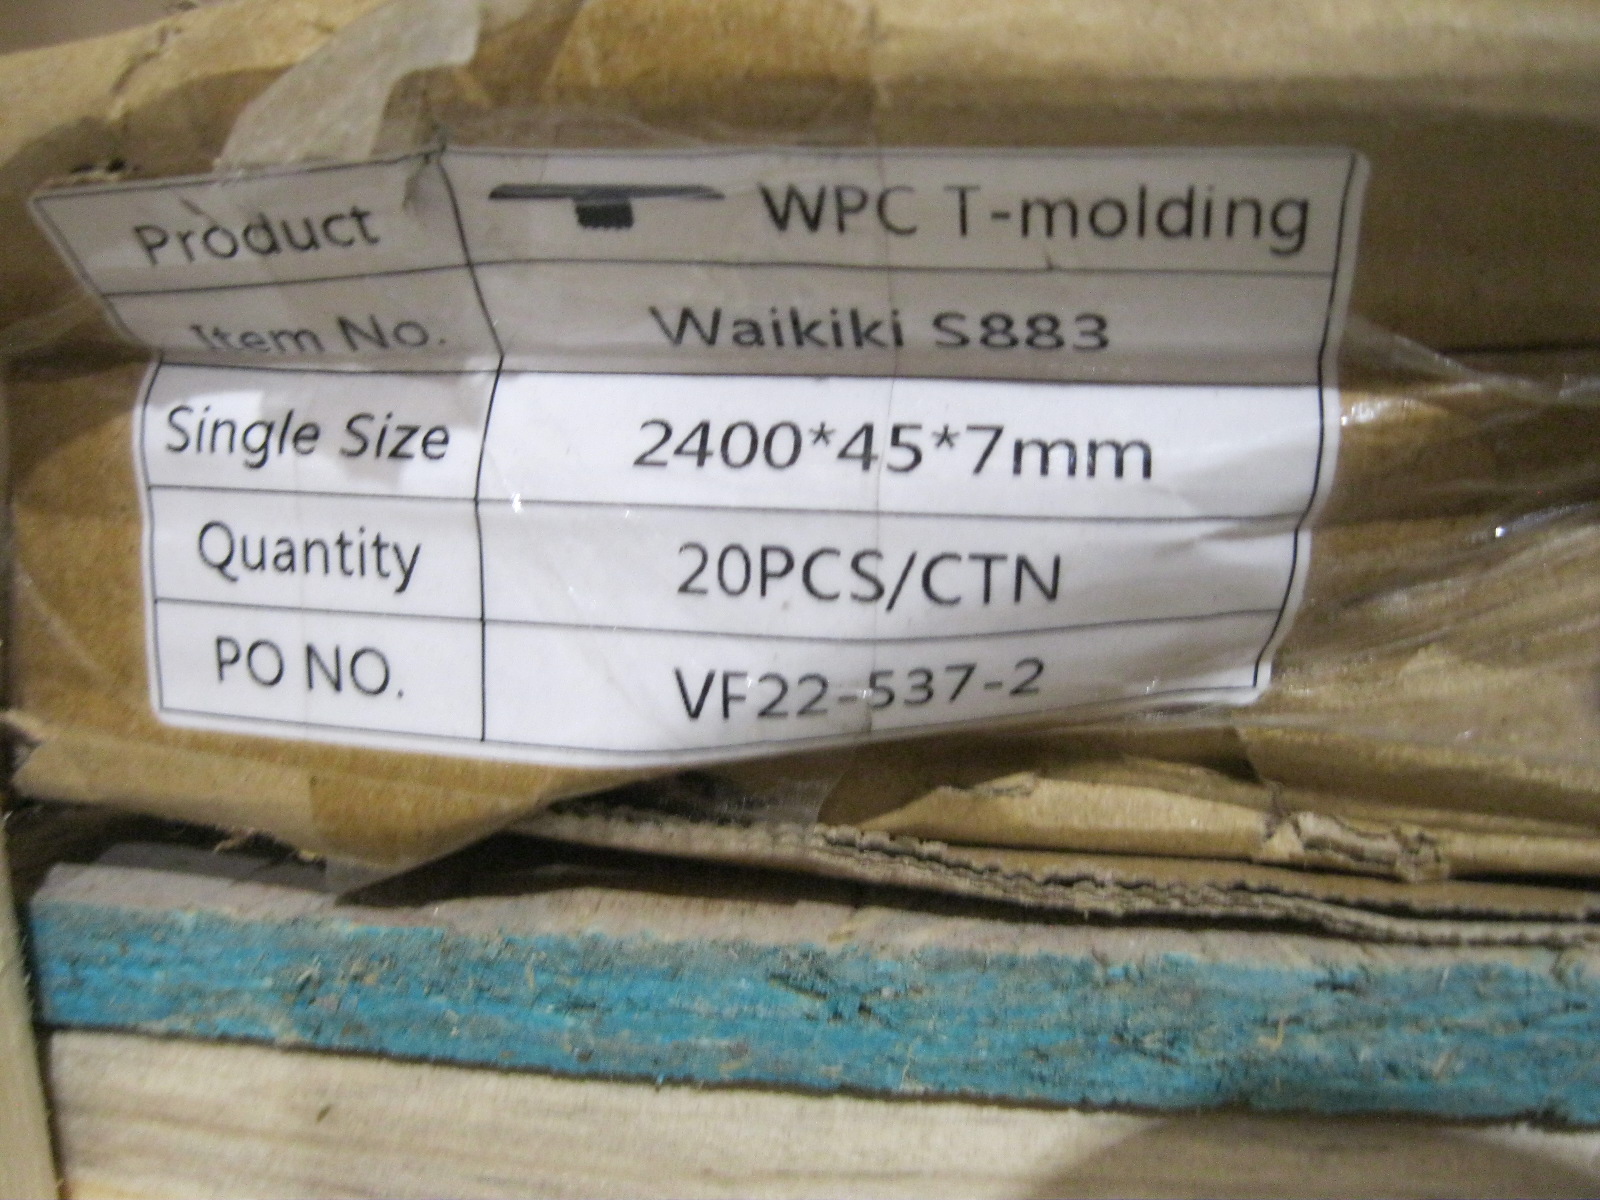 Product WPC T-molding
Item No. Waikiki S883
Single Size 2400*45*7mm
Quantity 20PCS/CTN
PO NO. VF22-537-2